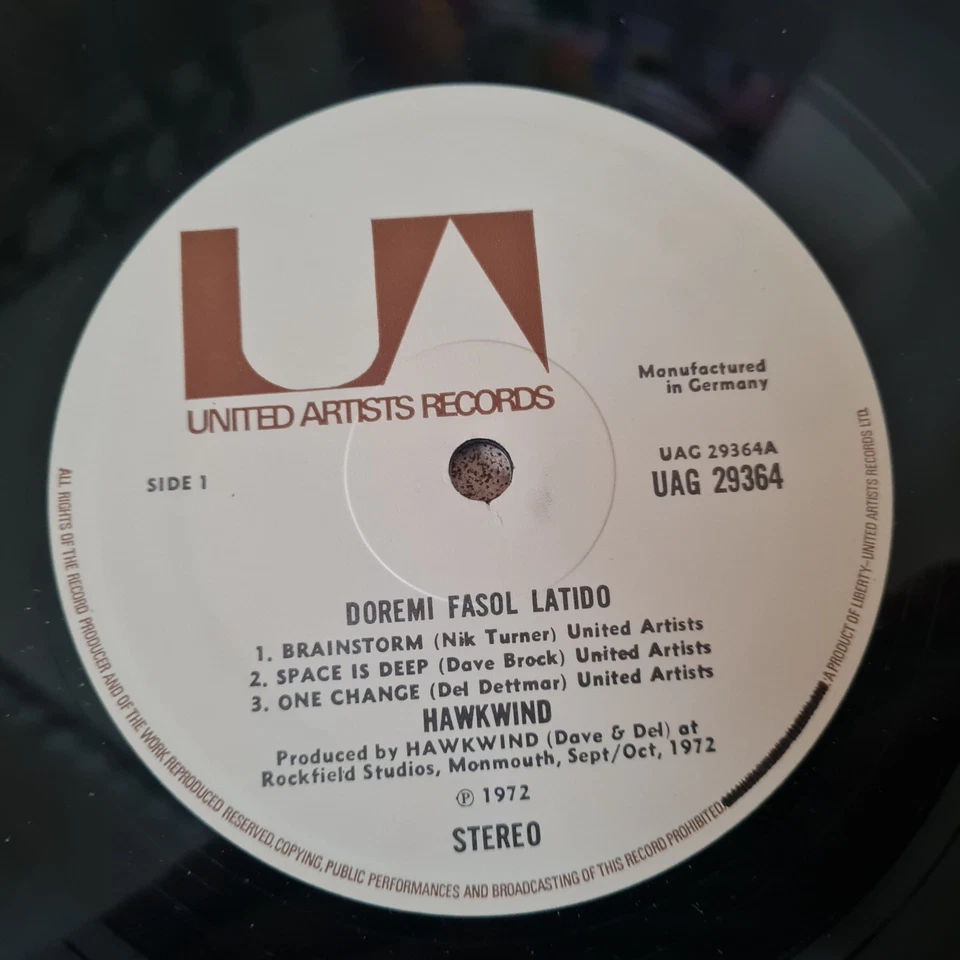 UA
UNITED ARTISTS RECORDS
Manufactured
in Germany
SIDE 1
UAG 29364A
UAG 29364
DOREMI FASOL LATIDO
1. BRAINSTORM (Nik Turner) United Artists
2. SPACE IS DEEP (Dave Brock) United Artists
3. ONE CHANGE (Del Dettmar) United Artists
HAWKWIND
Produced by HAWKWIND (Dave & Del) at
Rockfield Studios, Monmouth, Sept/Oct, 1972
℗ 1972
STEREO
ALL RIGHTS OF THE RECORD PRODUCER AND OF THE WORK REPRODUCED RESERVED. COPYING, PUBLIC PERFORMANCES AND BROADCASTING OF THIS RECORD PROHIBITED.
A PRODUCT OF LIBERTY-UNITED ARTISTS RECORDS LTD.